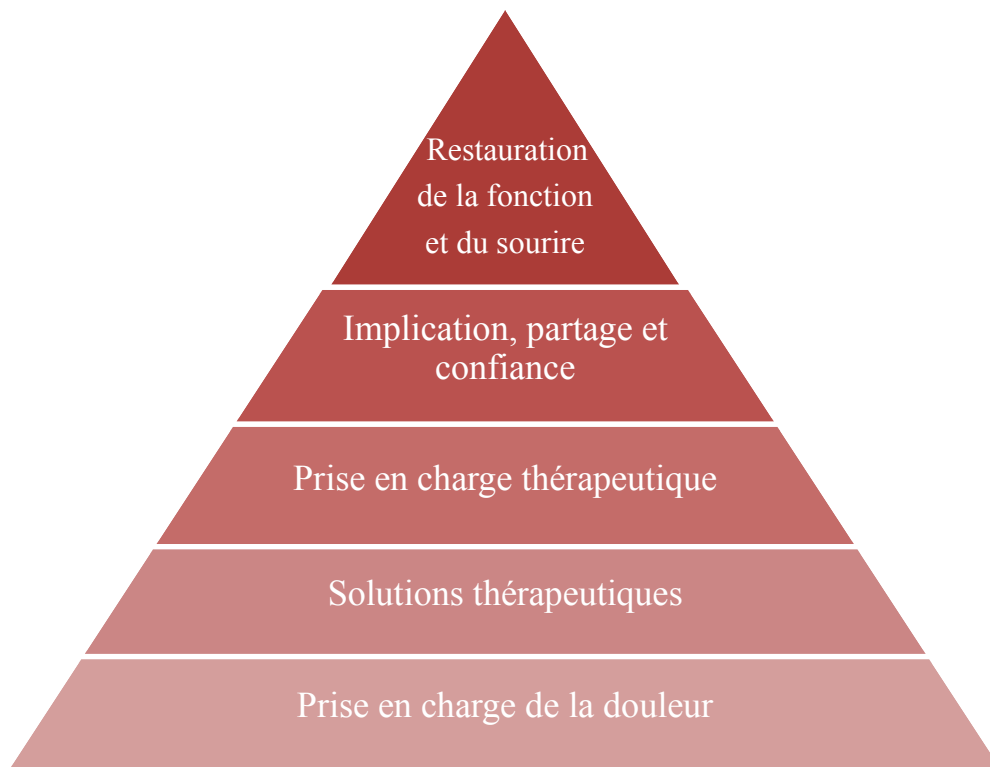 Restauration
de la fonction
et du sourire
Implication, partage et
confiance
Prise en charge thérapeutique
Solutions thérapeutiques
Prise en charge de la douleur